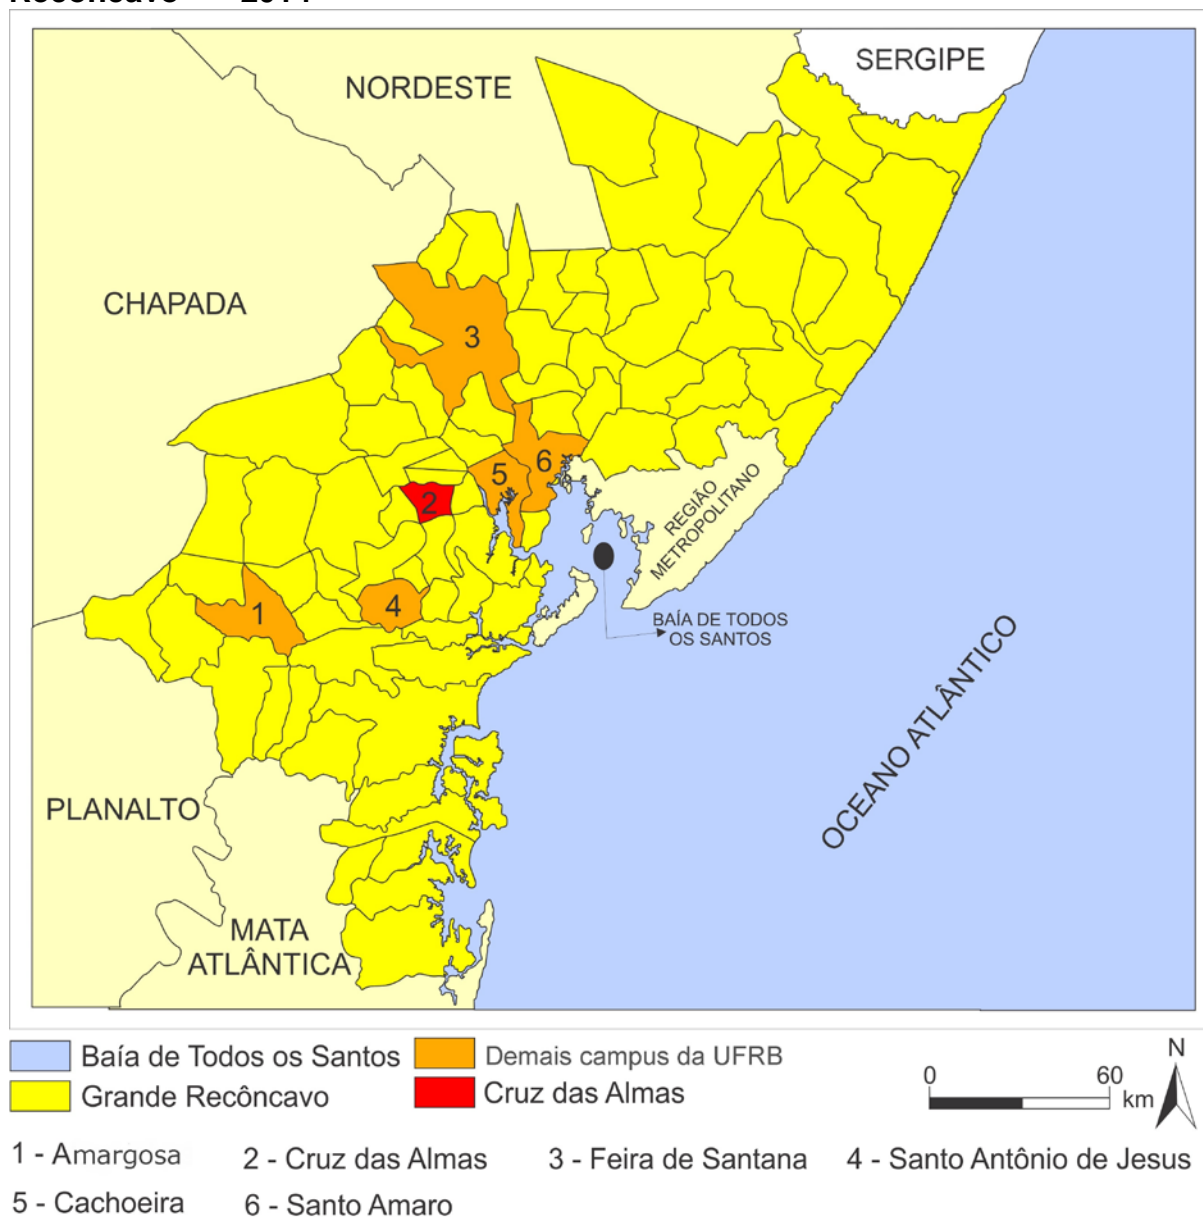 SERGIPE
NORDESTE
CHAPADA
3
6
5
2
REGIÃO
METROPOLITANO
1
4
BAÍA DE TODOS
OS SANTOS
OCEANO ATLÂNTICO
PLANALTO
MATA
ATLÂNTICA
Baía de Todos os Santos
Demais campus da UFRB
N
Grande Recôncavo
Cruz das Almas
0 60
km
1 - Amargosa 2 - Cruz das Almas 3 - Feira de Santana 4 - Santo Antônio de Jesus
5 - Cachoeira 6 - Santo Amaro